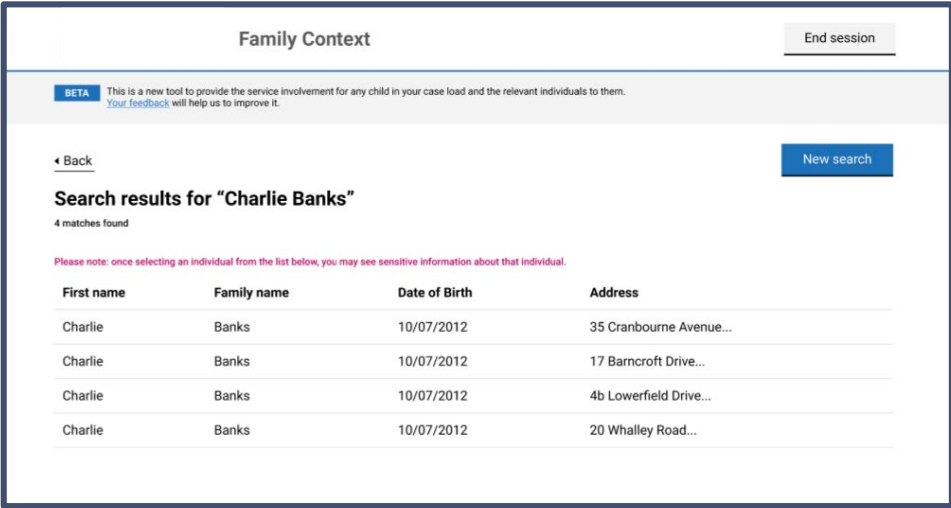 Family Context
End session
BETA This is a new tool to provide the service involvement for any child in your case load and the relevant individuals to them.
Your feedback will help us to improve it.
Back
New search
Search results for “Charlie Banks”
4 matches found
Please note: once selecting an individual from the list below, you may see sensitive information about that individual.
First name Family name Date of Birth Address
Charlie Banks 10/07/2012 35 Cranbourne Avenue...
Charlie Banks 10/07/2012 17 Barncroft Drive...
Charlie Banks 10/07/2012 4b Lowerfield Drive...
Charlie Banks 10/07/2012 20 Whalley Road...